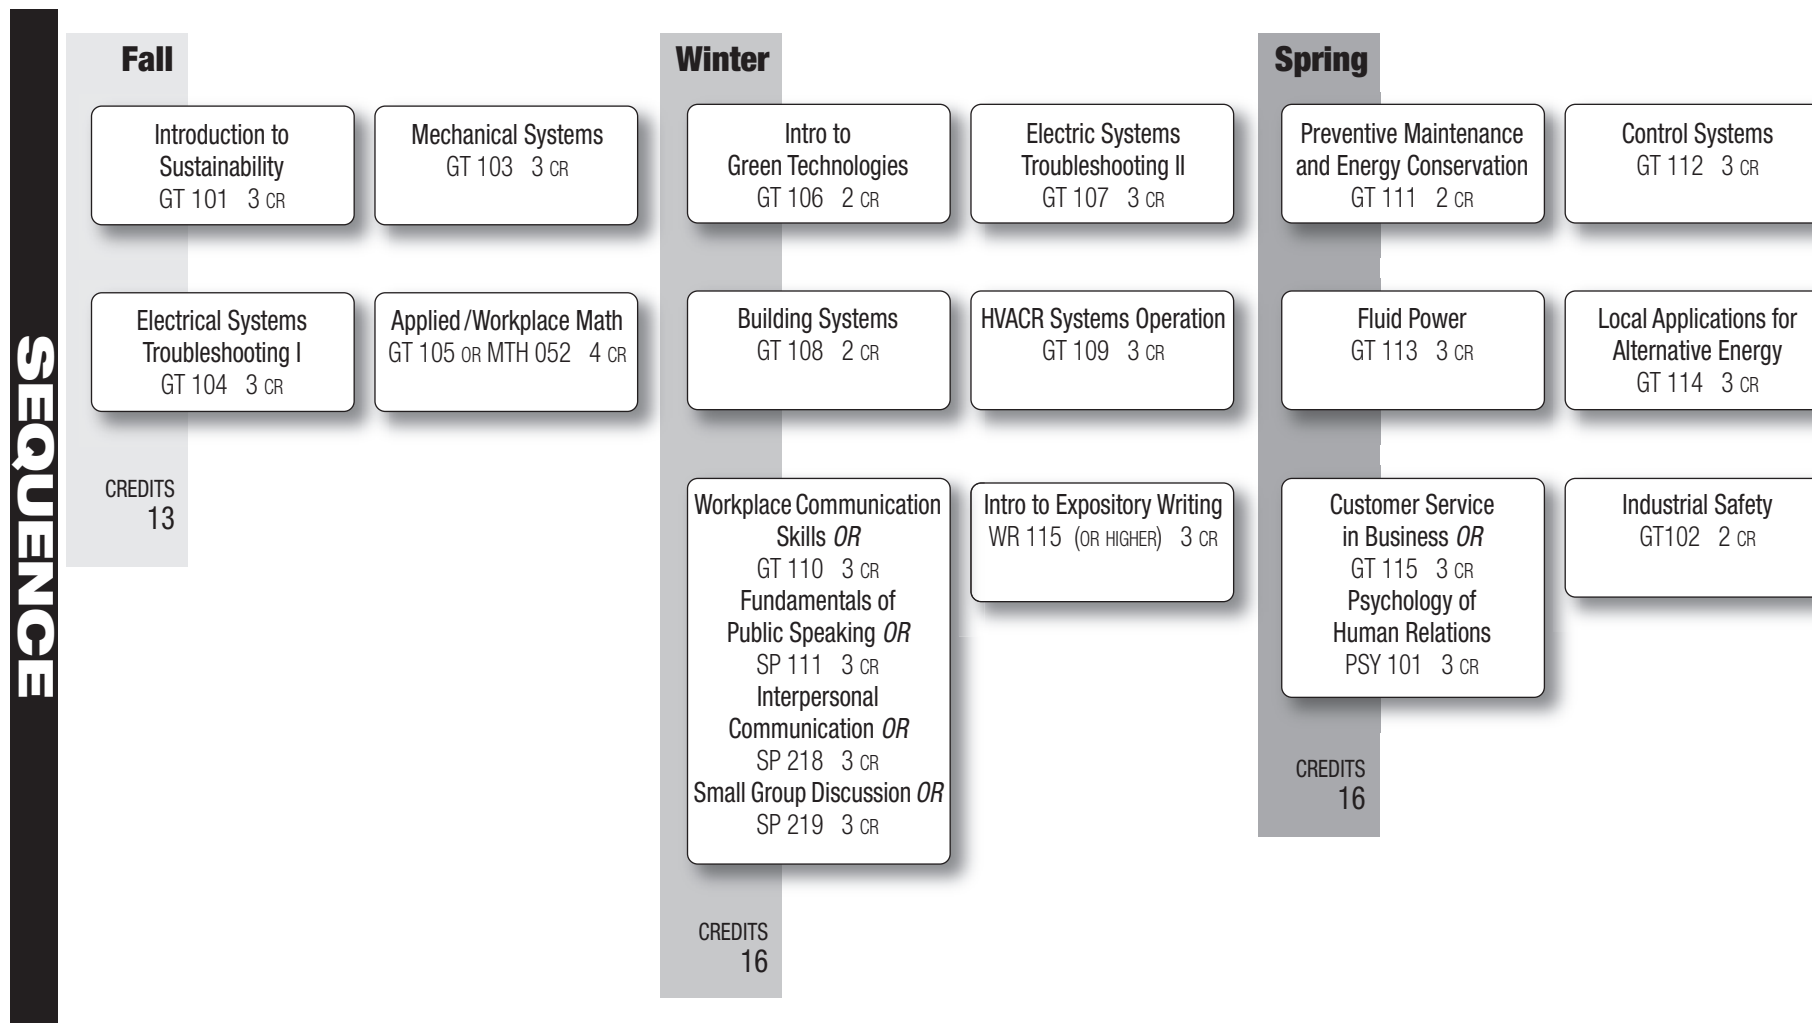 SEQUENCE
Fall
Introduction to
Sustainability
GT 101 3 CR
Mechanical Systems
GT 103 3 CR
Electrical Systems
Troubleshooting I
GT 104 3 CR
Applied/Workplace Math
GT 105 OR MTH 052 4 CR
CREDITS
13
Winter
Intro to
Green Technologies
GT 106 2 CR
Electric Systems
Troubleshooting II
GT 107 3 CR
Building Systems
GT 108 2 CR
HVACR Systems Operation
GT 109 3 CR
Workplace Communication
Skills OR
GT 110 3 CR
Fundamentals of
Public Speaking OR
SP 111 3 CR
Interpersonal
Communication OR
SP 218 3 CR
Small Group Discussion OR
SP 219 3 CR
Intro to Expository Writing
WR 115 (OR HIGHER) 3 CR
CREDITS
16
Spring
Preventive Maintenance
and Energy Conservation
GT 111 2 CR
Control Systems
GT 112 3 CR
Fluid Power
GT 113 3 CR
Local Applications for
Alternative Energy
GT 114 3 CR
Customer Service
in Business OR
GT 115 3 CR
Psychology of
Human Relations
PSY 101 3 CR
Industrial Safety
GT102 2 CR
CREDITS
16